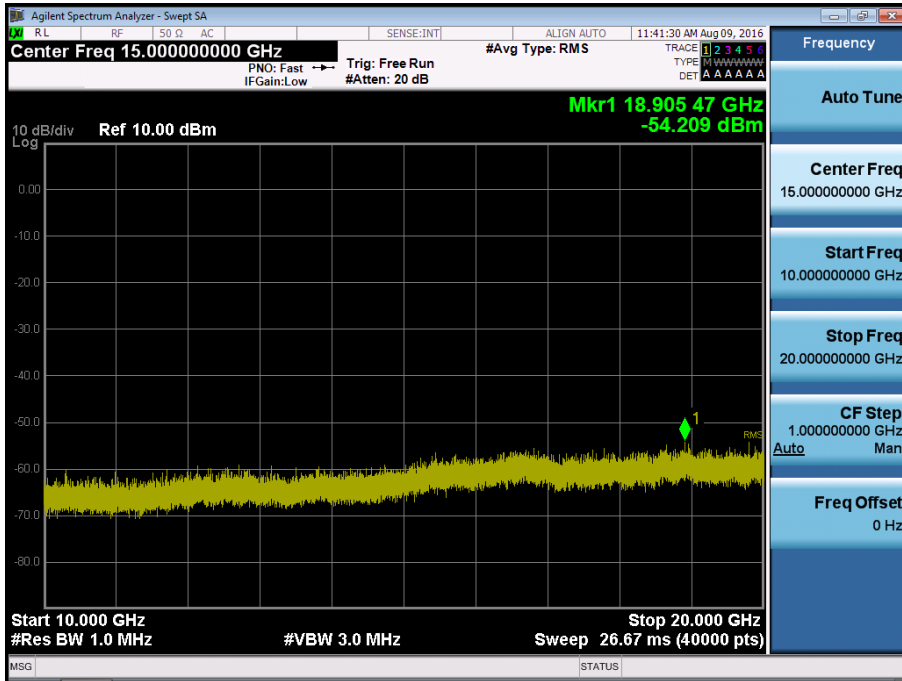 Agilent Spectrum Analyzer - Swept SA
LXI RL RF 50 Ω AC SENSE:INT ALIGN AUTO 11:41:30 AM Aug 09, 2016
Center Freq 15.000000000 GHz
PNO: Fast
IFGain:Low
Trig: Free Run
#Atten: 20 dB
#Avg Type: RMS
TRACE 1 2 3 4 5 6
TYPE M WWWWW
DET A A A A A A
Mkr1 18.905 47 GHz
-54.209 dBm
10 dB/div Ref 10.00 dBm
Log
0.00
-10.0
-20.0
-30.0
-40.0
-50.0
-60.0
-70.0
-80.0
1
RMS
Start 10.000 GHz Stop 20.000 GHz
#Res BW 1.0 MHz #VBW 3.0 MHz Sweep 26.67 ms (40000 pts)
MSG STATUS
Frequency
Auto Tune
Center Freq
15.000000000 GHz
Start Freq
10.000000000 GHz
Stop Freq
20.000000000 GHz
CF Step
1.000000000 GHz
Auto Man
Freq Offset
0 Hz